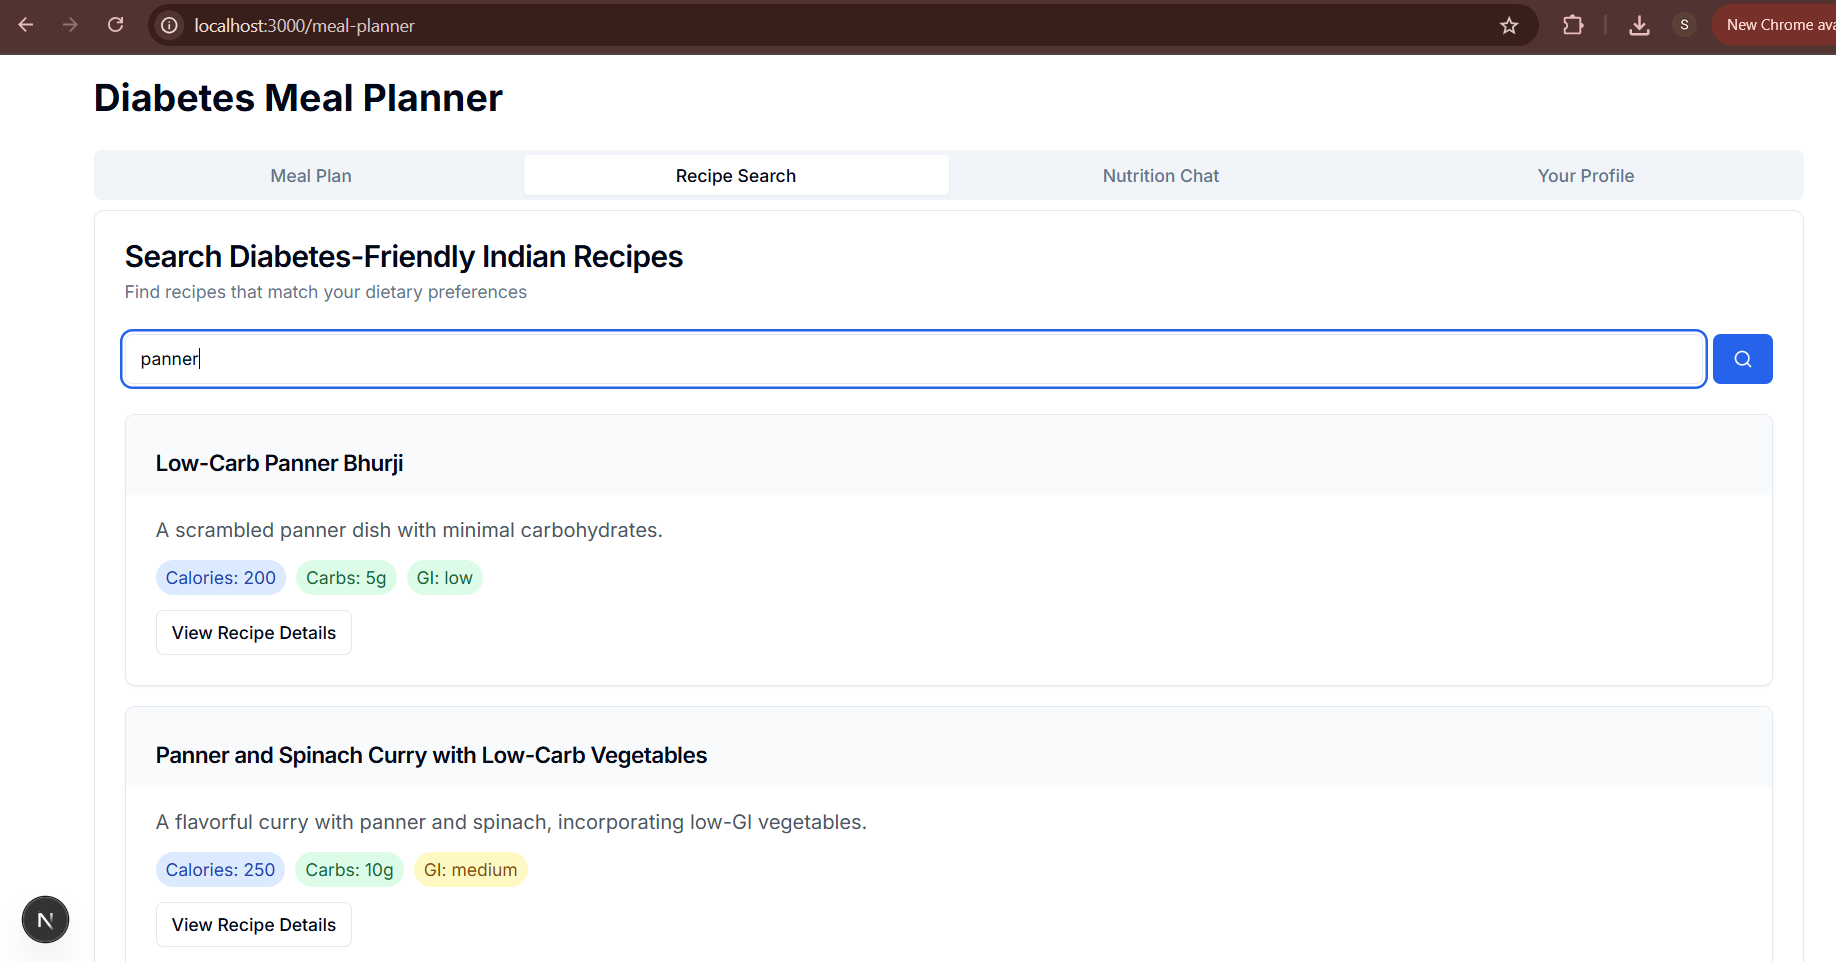 localhost:3000/meal-planner
S
New Chrome ava
Diabetes Meal Planner
Meal Plan Recipe Search Nutrition Chat Your Profile
Search Diabetes-Friendly Indian Recipes
Find recipes that match your dietary preferences
panner
Low-Carb Panner Bhurji
A scrambled panner dish with minimal carbohydrates.
Calories: 200 Carbs: 5g GI: low
View Recipe Details
Panner and Spinach Curry with Low-Carb Vegetables
A flavorful curry with panner and spinach, incorporating low-GI vegetables.
Calories: 250 Carbs: 10g GI: medium
View Recipe Details
N